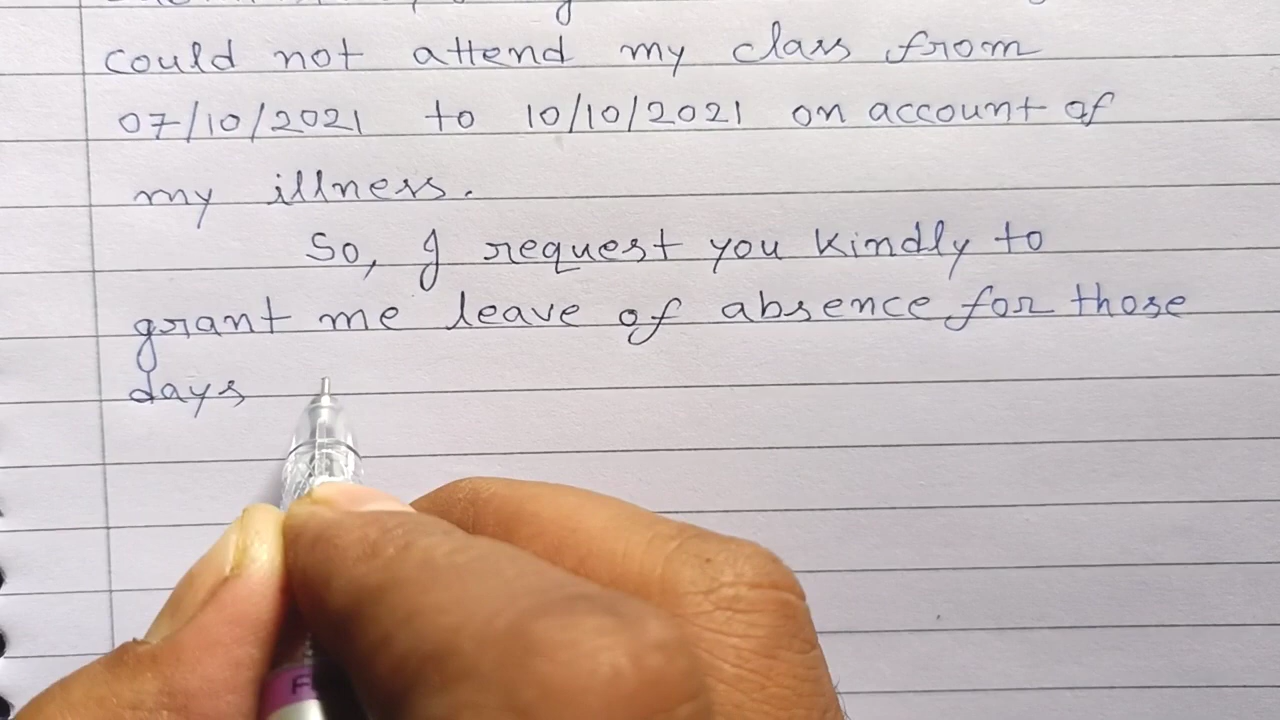 could not attend my class from
07/10/2021 to 10/10/2021 on account of
my illness.
So, I request you kindly to
grant me leave of absence for those
days